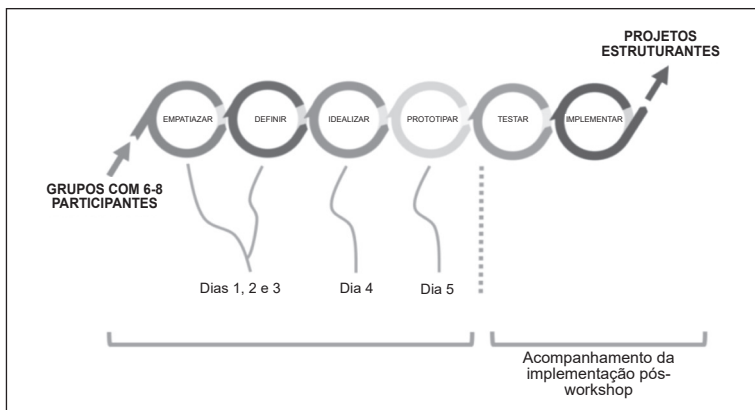 PROJETOS
ESTRUTURANTES
EMPATIAZAR
DEFINIR
IDEALIZAR
PROTOTIPAR
TESTAR
IMPLEMENTAR
GRUPOS COM 6-8
PARTICIPANTES
Dias 1, 2 e 3
Dia 4
Dia 5
Acompanhamento da
implementação pós-
workshop